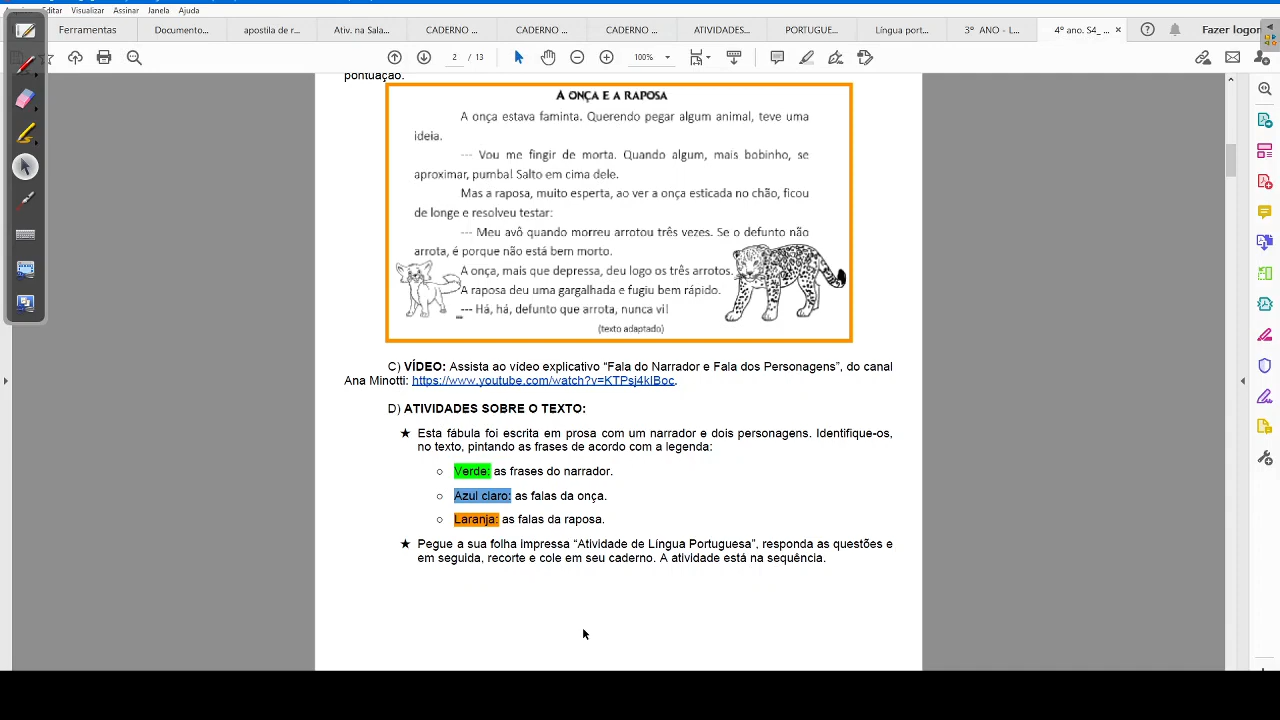 Editar Visualizar Assinar Janela Ajuda
Ferramentas Documento... apostila de r... Ativ. na Sala... CADERNO ... CADERNO ... CADERNO ... ATIVIDADES... PORTUGUE... Língua port... 3º ANO - L... 4º ano. S4_ ... × Fazer logon
2 / 13 100%
pontuação.
A ONÇA E A RAPOSA
A onça estava faminta. Querendo pegar algum animal, teve uma
ideia.
--- Vou me fingir de morta. Quando algum, mais bobinho, se
aproximar, pumba! Salto em cima dele.
Mas a raposa, muito esperta, ao ver a onça esticada no chão, ficou
de longe e resolveu testar:
--- Meu avô quando morreu arrotou três vezes. Se o defunto não
arrota, é porque não está bem morto.
A onça, mais que depressa, deu logo os três arrotos.
A raposa deu uma gargalhada e fugiu bem rápido.
--- Há, há, defunto que arrota, nunca vi!
(texto adaptado)
C) VÍDEO: Assista ao vídeo explicativo “Fala do Narrador e Fala dos Personagens”, do canal
Ana Minotti: https://www.youtube.com/watch?v=KTPsj4kIBoc.
D) ATIVIDADES SOBRE O TEXTO:
★ Esta fábula foi escrita em prosa com um narrador e dois personagens. Identifique-os,
no texto, pintando as frases de acordo com a legenda:
○ Verde: as frases do narrador.
○ Azul claro: as falas da onça.
○ Laranja: as falas da raposa.
★ Pegue a sua folha impressa “Atividade de Língua Portuguesa”, responda as questões e
em seguida, recorte e cole em seu caderno. A atividade está na sequência.